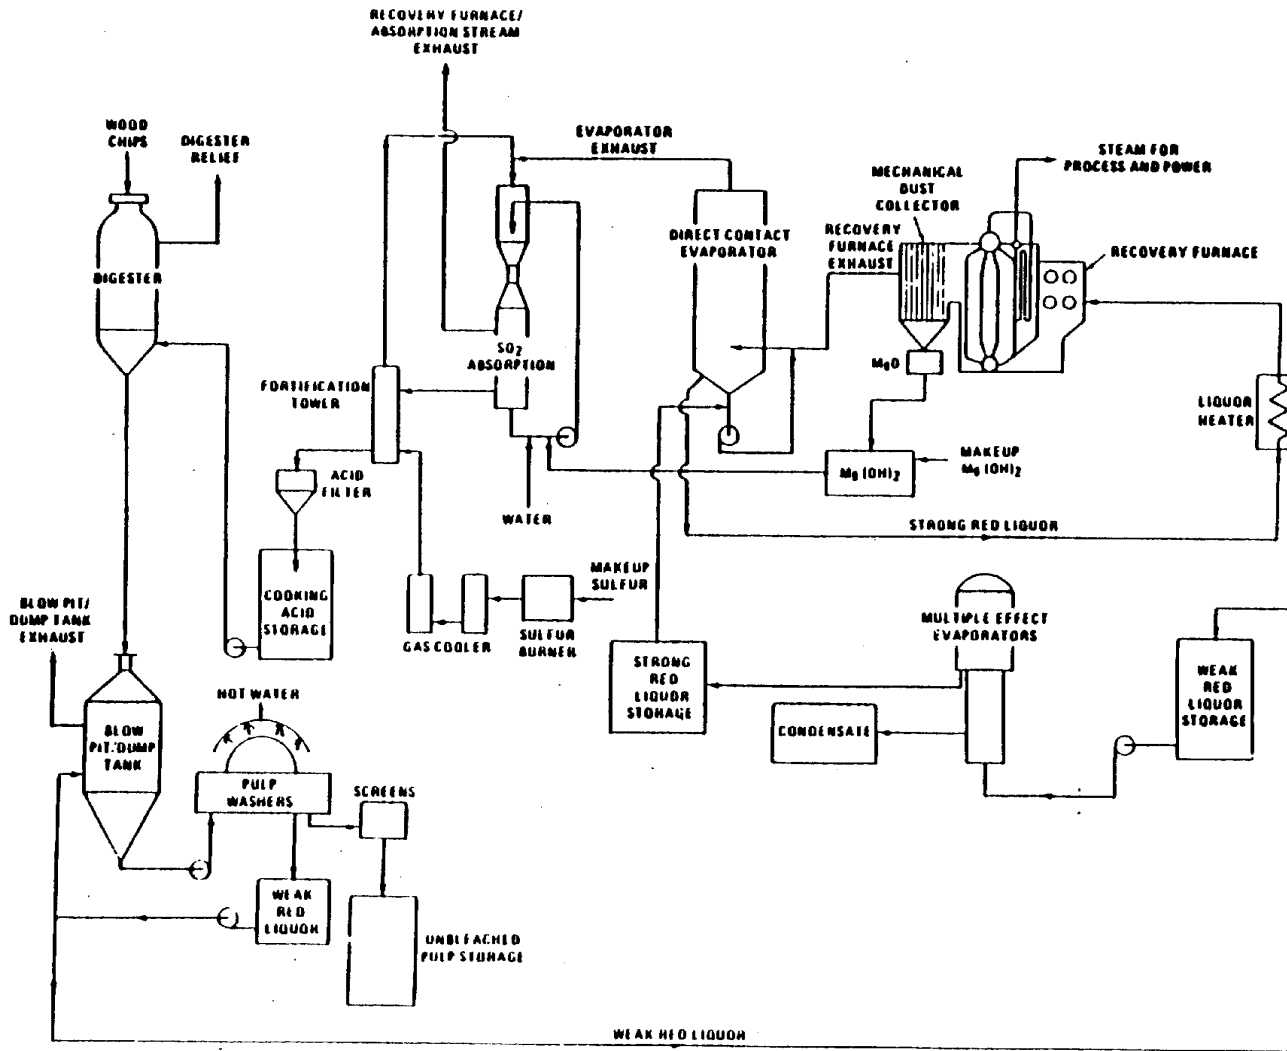 RECOVERY FURNACE/
ABSORPTION STREAM
EXHAUST
WOOD
CHIPS
DIGESTER
RELIEF
EVAPORATOR
EXHAUST
STEAM FOR
PROCESS AND POWER
MECHANICAL
DUST
COLLECTOR
DIRECT CONTACT
EVAPORATOR
RECOVERY
FURNACE
EXHAUST
RECOVERY FURNACE
DIGESTER
SO2
ABSORPTION
MgO
FORTIFICATION
TOWER
LIQUOR
HEATER
ACID
FILTER
Mg(OH)2
MAKEUP
Mg(OH)2
WATER
STRONG RED LIQUOR
COOKING
ACID
STORAGE
MAKEUP
SULFUR
GAS COOLER
SULFUR
BURNER
BLOW PIT/
DUMP TANK
EXHAUST
MULTIPLE EFFECT
EVAPORATORS
STRONG
RED
LIQUOR
STORAGE
WEAK
RED
LIQUOR
STORAGE
CONDENSATE
HOT WATER
BLOW
PIT/DUMP
TANK
PULP
WASHERS
SCREENS
WEAK
RED
LIQUOR
UNBLEACHED
PULP STORAGE
WEAK RED LIQUOR